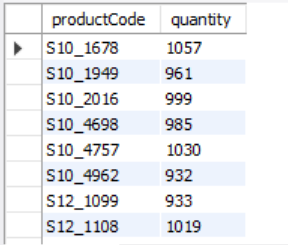 productCode quantity
S10_1678 1057
S10_1949 961
S10_2016 999
S10_4698 985
S10_4757 1030
S10_4962 932
S12_1099 933
S12_1108 1019